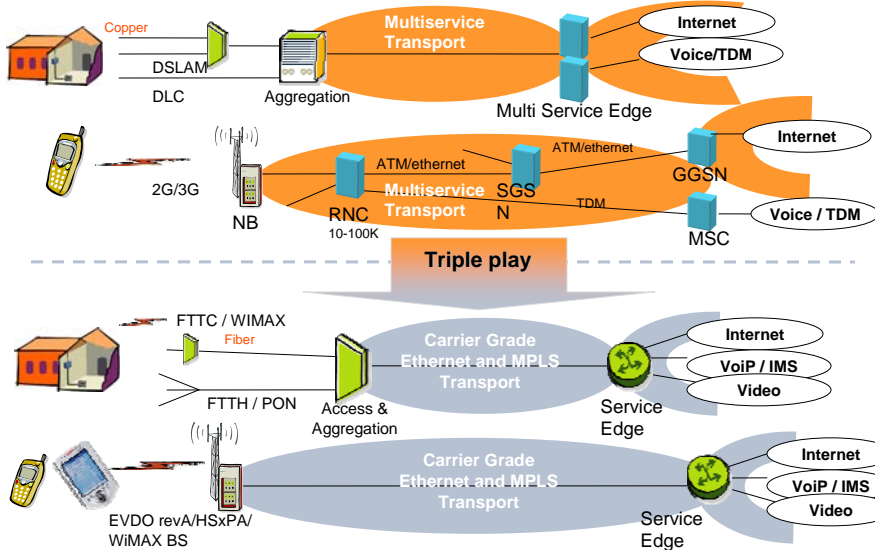 Copper
DSLAM
DLC
Aggregation
Multiservice
Transport
Multi Service Edge
Internet
Voice/TDM
2G/3G
NB
ATM/ethernet
RNC
10-100K
Multiservice
Transport
SGS
N
TDM
ATM/ethernet
GGSN
MSC
Internet
Voice / TDM
Triple play
FTTC / WIMAX
Fiber
FTTH / PON
Access &
Aggregation
Carrier Grade
Ethernet and MPLS
Transport
Service
Edge
Internet
VoiP / IMS
Video
EVDO revA/HSxPA/
WiMAX BS
Carrier Grade
Ethernet and MPLS
Transport
Service
Edge
Internet
VoiP / IMS
Video